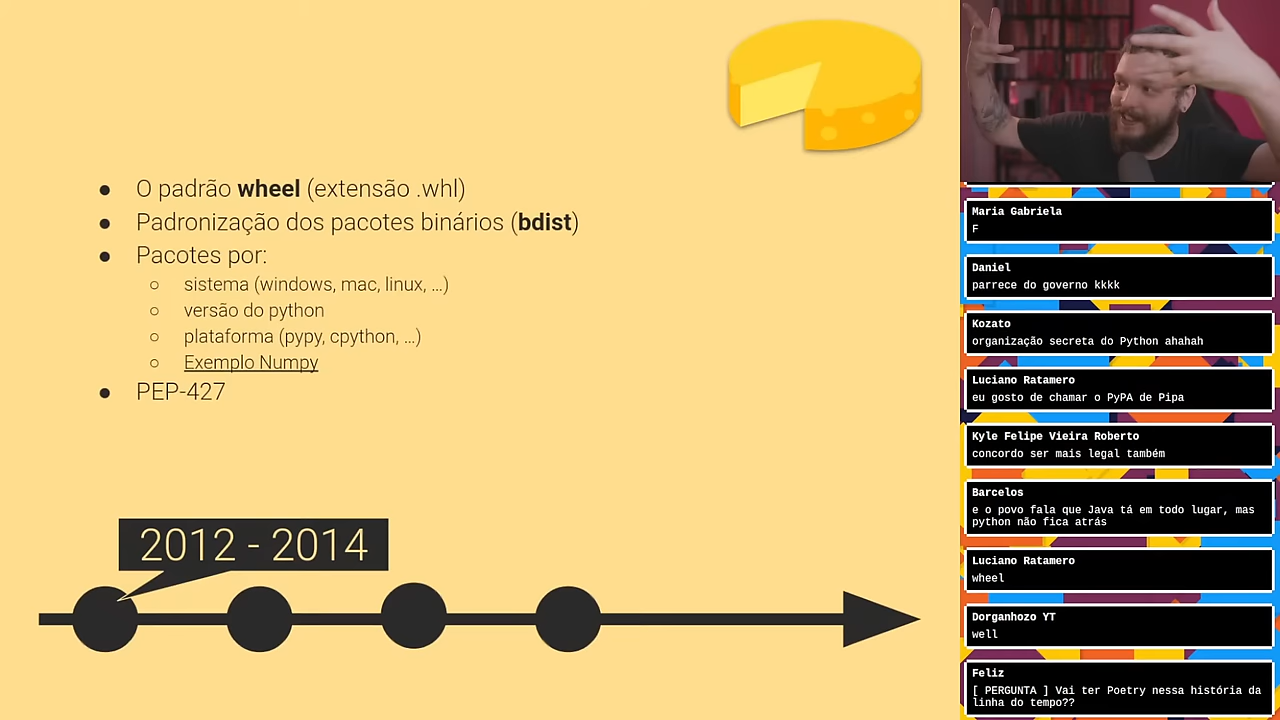 O padrão wheel (extensão .whl)
Padronização dos pacotes binários (bdist)
Pacotes por:
sistema (windows, mac, linux, ...)
versão do python
plataforma (pypy, cpython, ...)
Exemplo Numpy
PEP-427
2012 - 2014
Maria Gabriela
F
Daniel
parrece do governo kkkk
Kozato
organização secreta do Python ahahah
Luciano Ratamero
eu gosto de chamar o PyPA de Pipa
Kyle Felipe Vieira Roberto
concordo ser mais legal também
Barcelos
e o povo fala que Java tá em todo lugar, mas
python não fica atrás
Luciano Ratamero
wheel
Dorganhozo YT
well
Feliz
[ PERGUNTA ] Vai ter Poetry nessa história da
linha do tempo??